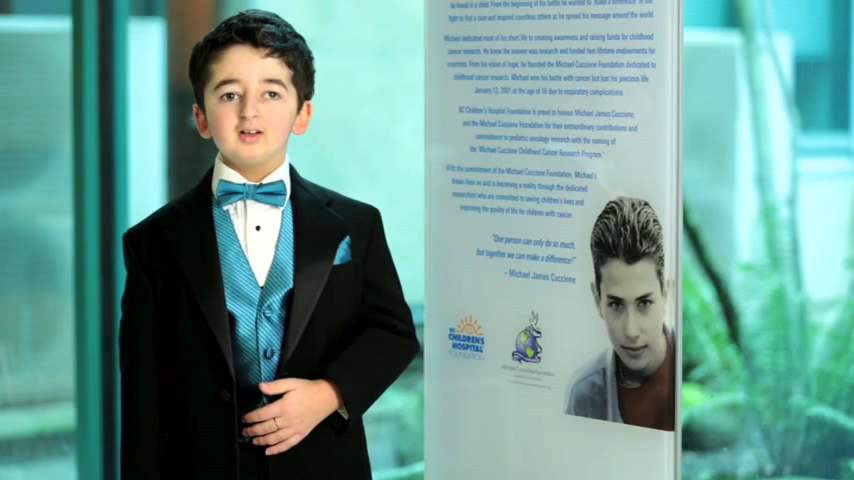 be found in a child. From the beginning of his battle he wanted to "make a difference" in the
fight to find a cure and inspired countless others as he spread his message around the world.
Michael dedicated most of his short life to creating awareness and raising funds for childhood
cancer research. He knew the answer was research and funded two lifetime endowments for
scientists. From his vision of hope, he founded the Michael Cuccione Foundation dedicated to
childhood cancer research. Michael won his battle with cancer but lost his precious life
January 13, 2001 at the age of 16 due to respiratory complications.
BC Children's Hospital Foundation is proud to honour Michael James Cuccione,
and the Michael Cuccione Foundation for their extraordinary contributions and
commitment to pediatric oncology research with the naming of
the 'Michael Cuccione Childhood Cancer Research Program.'
With the commitment of the Michael Cuccione Foundation, Michael's
dream lives on and is becoming a reality through the dedicated
researchers who are committed to saving children's lives and
improving the quality of life for children with cancer.
"One person can only do so much,
but together we can make a difference!"
– Michael James Cuccione
BC
CHILDREN'S
HOSPITAL
FOUNDATION
Michael Cuccione Foundation